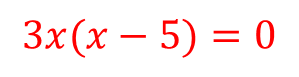 3x(x − 5) = 0